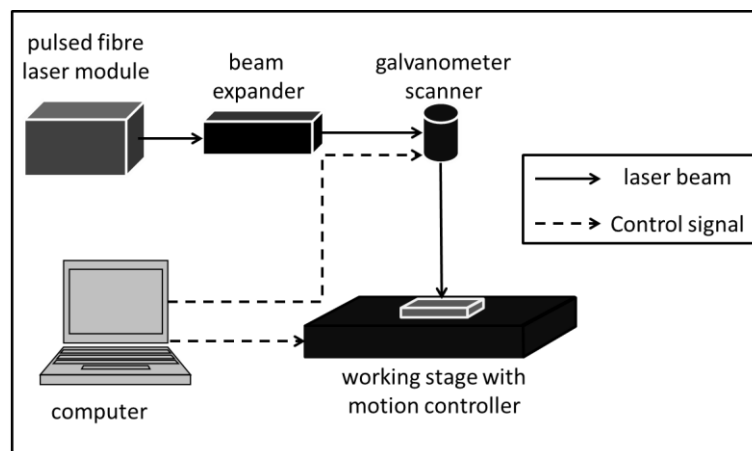 pulsed fibre
laser module
beam
expander
galvanometer
scanner
laser beam
Control signal
computer
working stage with
motion controller